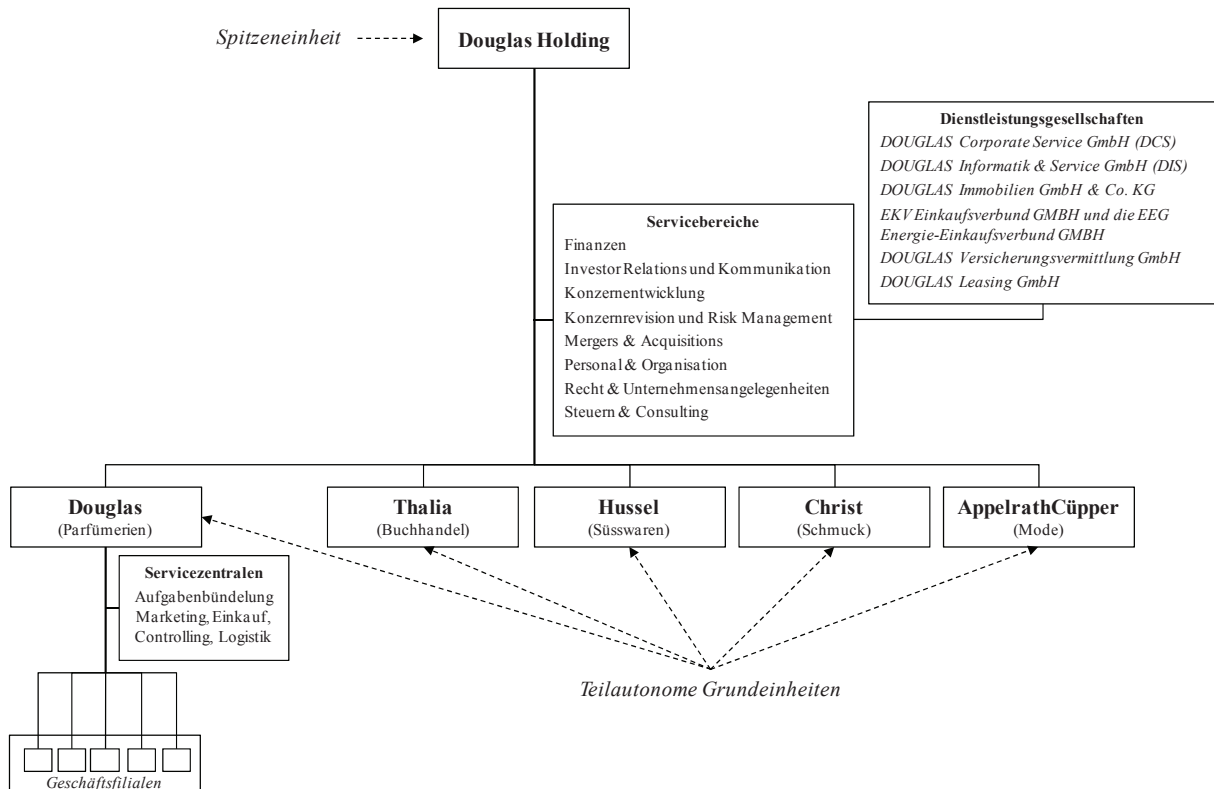 Spitzeneinheit
Douglas Holding
Dienstleistungsgesellschaften
DOUGLAS Corporate Service GmbH (DCS)
DOUGLAS Informatik & Service GmbH (DIS)
DOUGLAS Immobilien GmbH & Co. KG
EKV Einkaufsverbund GMBH und die EEG
Energie-Einkaufsverbund GMBH
DOUGLAS Versicherungsvermittlung GmbH
DOUGLAS Leasing GmbH
Servicebereiche
Finanzen
Investor Relations und Kommunikation
Konzernentwicklung
Konzernrevision und Risk Management
Mergers & Acquisitions
Personal & Organisation
Recht & Unternehmensangelegenheiten
Steuern & Consulting
Douglas
(Parfümerien)
Thalia
(Buchhandel)
Hussel
(Süsswaren)
Christ
(Schmuck)
AppelrathCüpper
(Mode)
Servicezentralen
Aufgabenbündelung
Marketing, Einkauf,
Controlling, Logistik
Teilautonome Grundeinheiten
Geschäftsfilialen